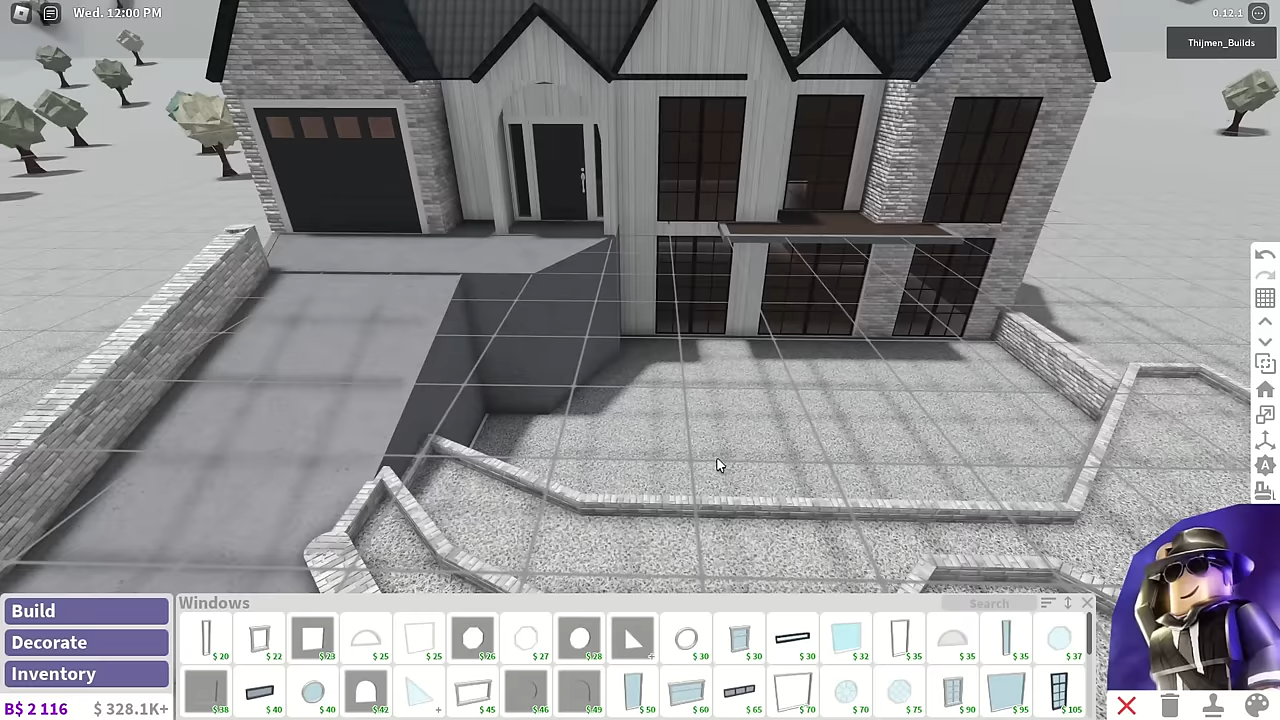 Wed. 12:00 PM
0.12.1
Thijmen_Builds
A
Build
Decorate
Inventory
B$ 2 116 $ 328.1K+
Windows
Search
$ 20 $ 22 $23 $ 25 $ 25 $26 $ 27 $28 + $ 30 $ 30 $ 30 $ 32 $ 35 $ 35 $ 35 $ 37
$38 $ 40 $ 40 $42 + $ 45 $46 $49 $ 50 $ 60 $ 65 $ 70 $ 70 $ 75 $ 90 $ 95 $ 105